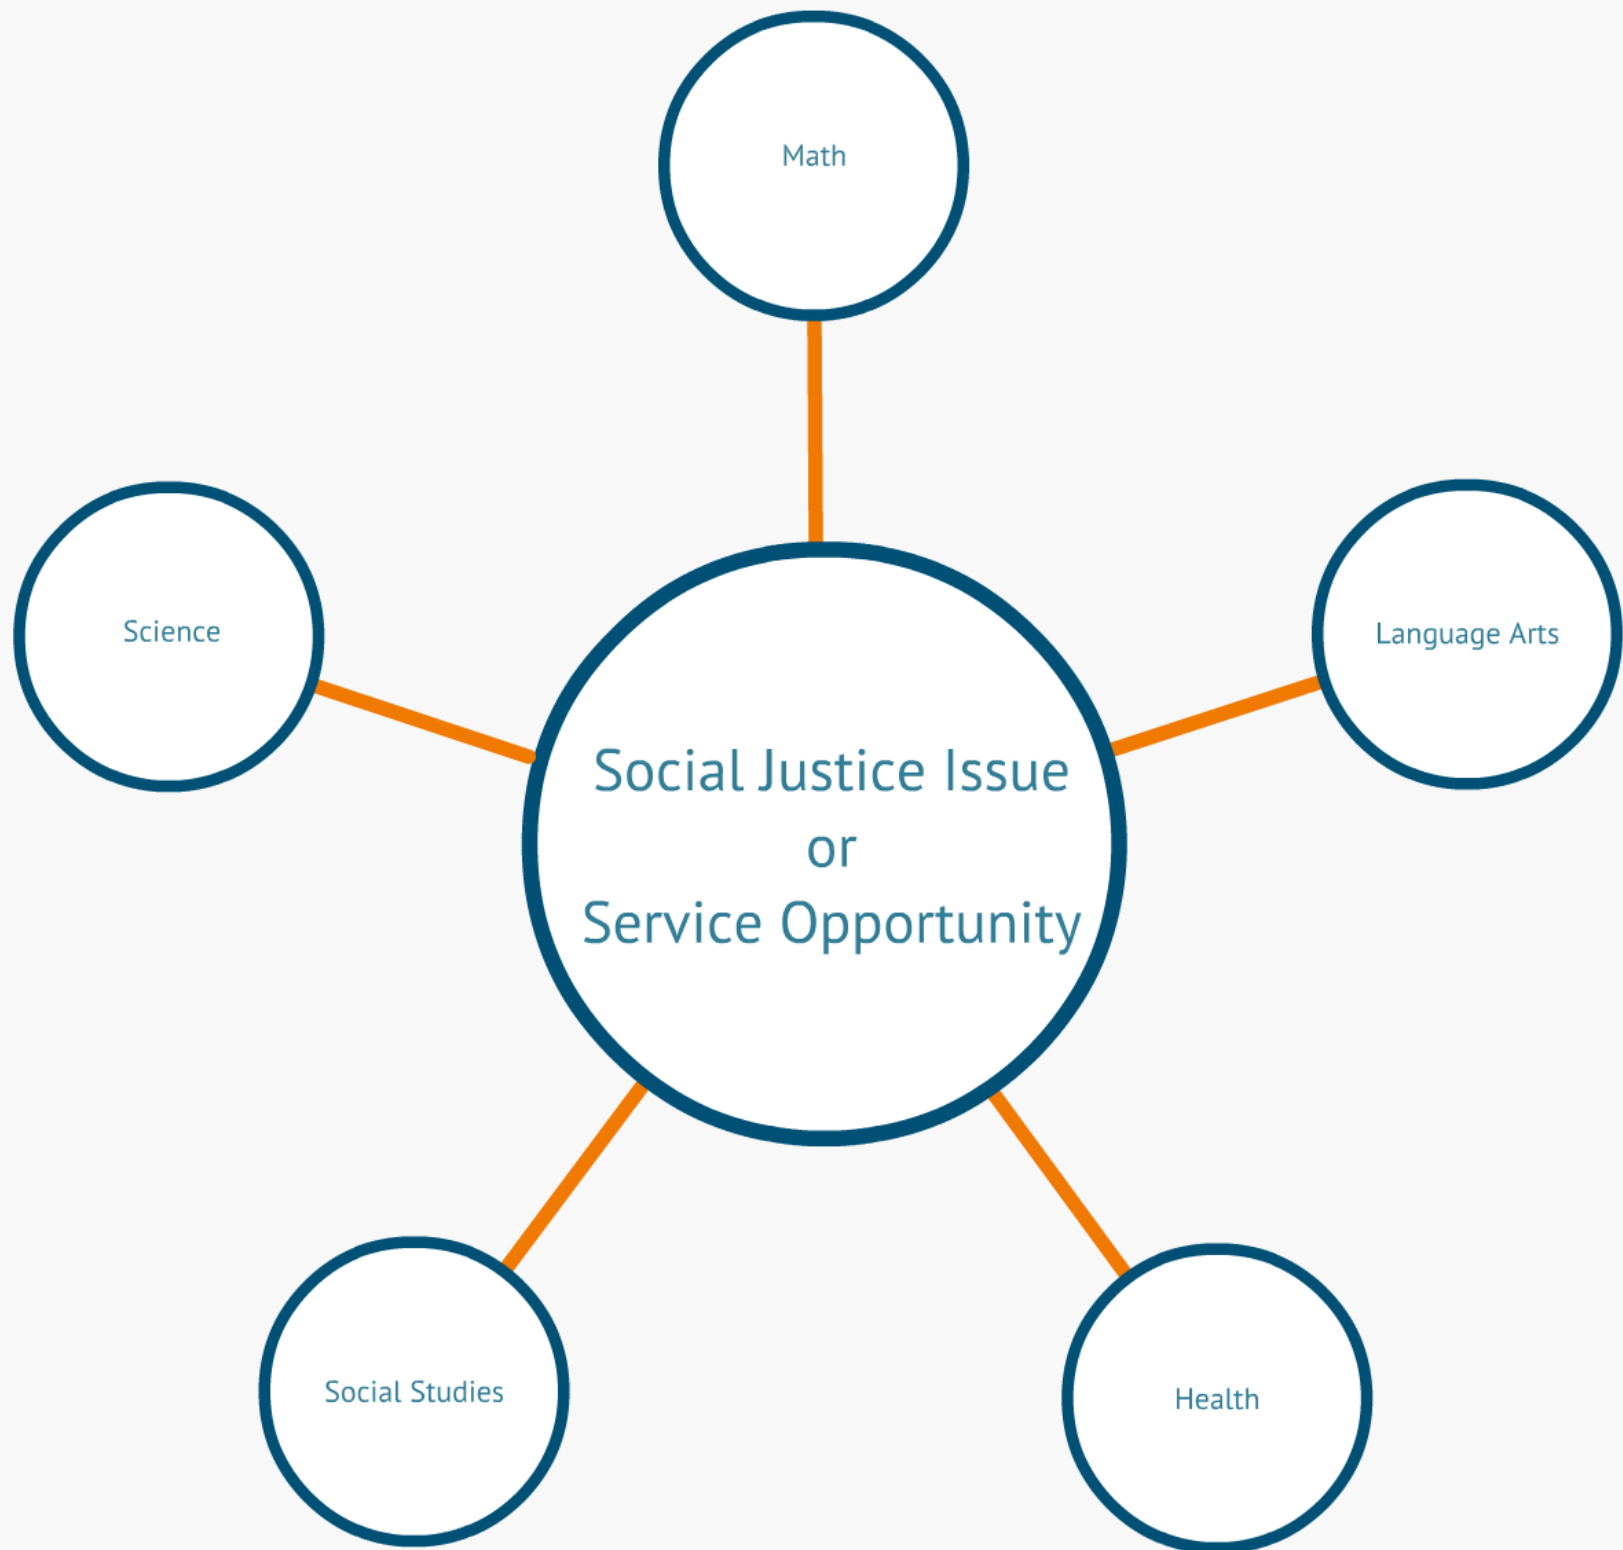 Math
Science
Language Arts
Social Justice Issue
or
Service Opportunity
Social Studies
Health